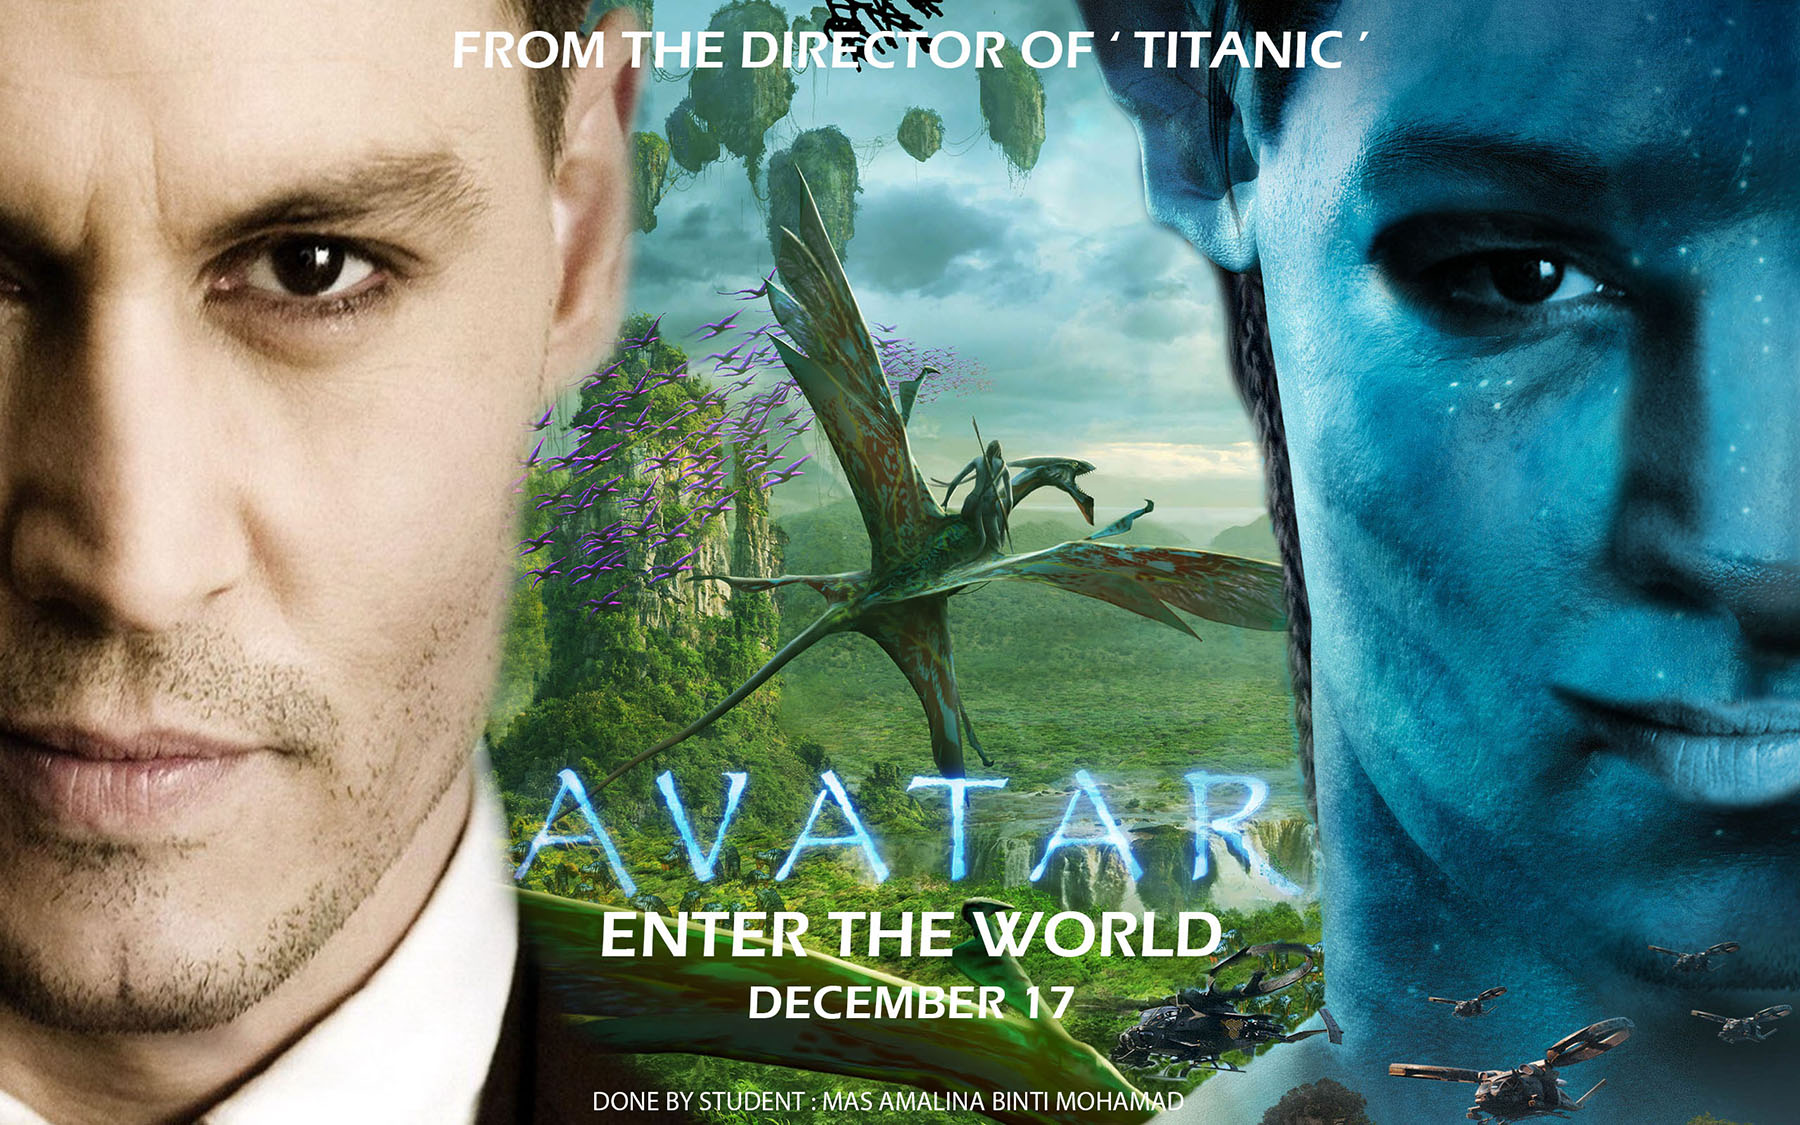 FROM THE DIRECTOR OF ‘ TITANIC ’
AVATAR
ENTER THE WORLD
DECEMBER 17
DONE BY STUDENT : MAS AMALINA BINTI MOHAMAD